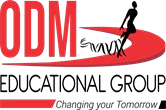 ODM
EDUCATIONAL GROUP
Changing your Tomorrow